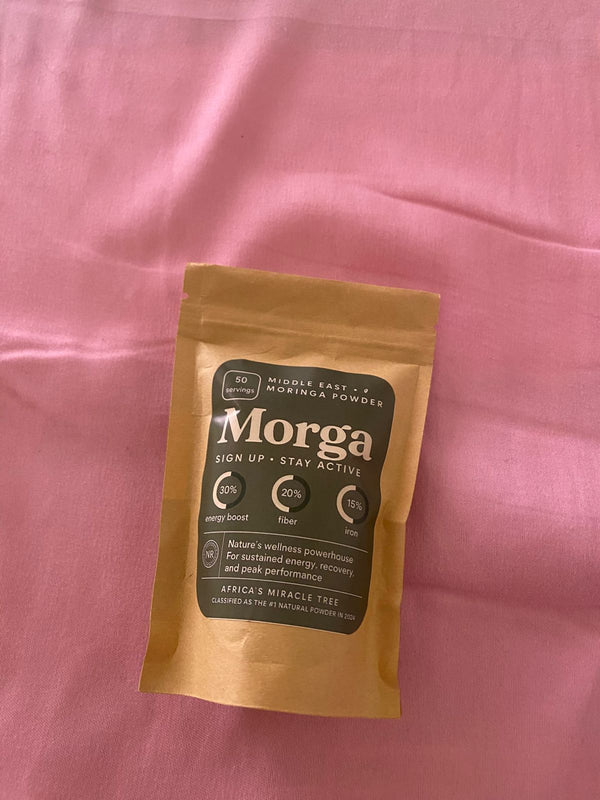 50
servings
MIDDLE EAST •
MORINGA POWDER
Morga
SIGN UP • STAY ACTIVE
30%
20%
15%
energy boost
fiber
iron
NR
Nature's wellness powerhouse
For sustained energy, recovery,
and peak performance
AFRICA'S MIRACLE TREE
CLASSIFIED AS THE #1 NATURAL POWDER IN 2024